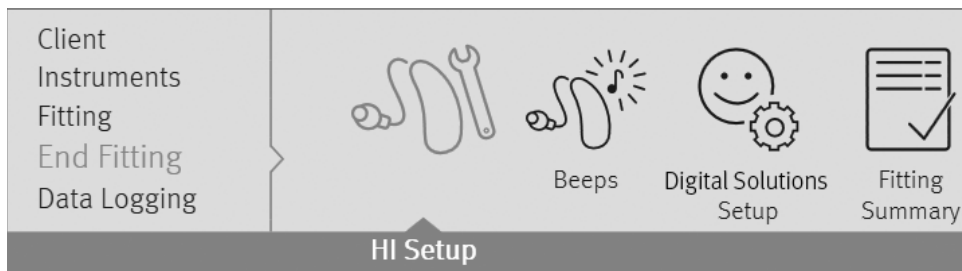 Client
Instruments
Fitting
End Fitting
Data Logging
Beeps
Digital Solutions
Setup
Fitting
Summary
HI Setup